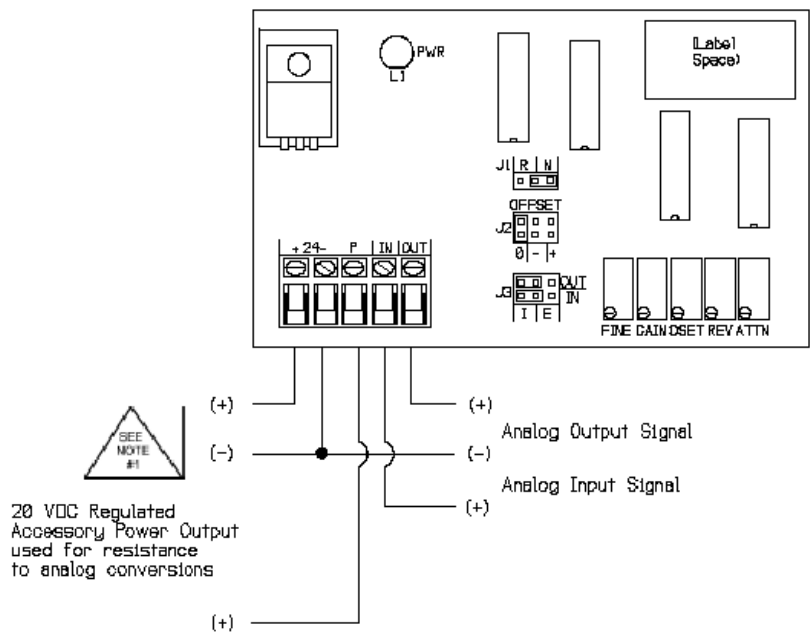 PWR
L1
(Label
Space)
J1 R N
OFFSET
J2
0 - +
J3 OUT
IN
I E
+ 24 - P IN OUT
FINE GAIN OSET REV ATTN
(+) (+)
Analog Output Signal
(-) (-)
Analog Input Signal
(+)
SEE
NOTE
#1
20 VDC Regulated
Accessory Power Output
used for resistance
to analog conversions
(+)